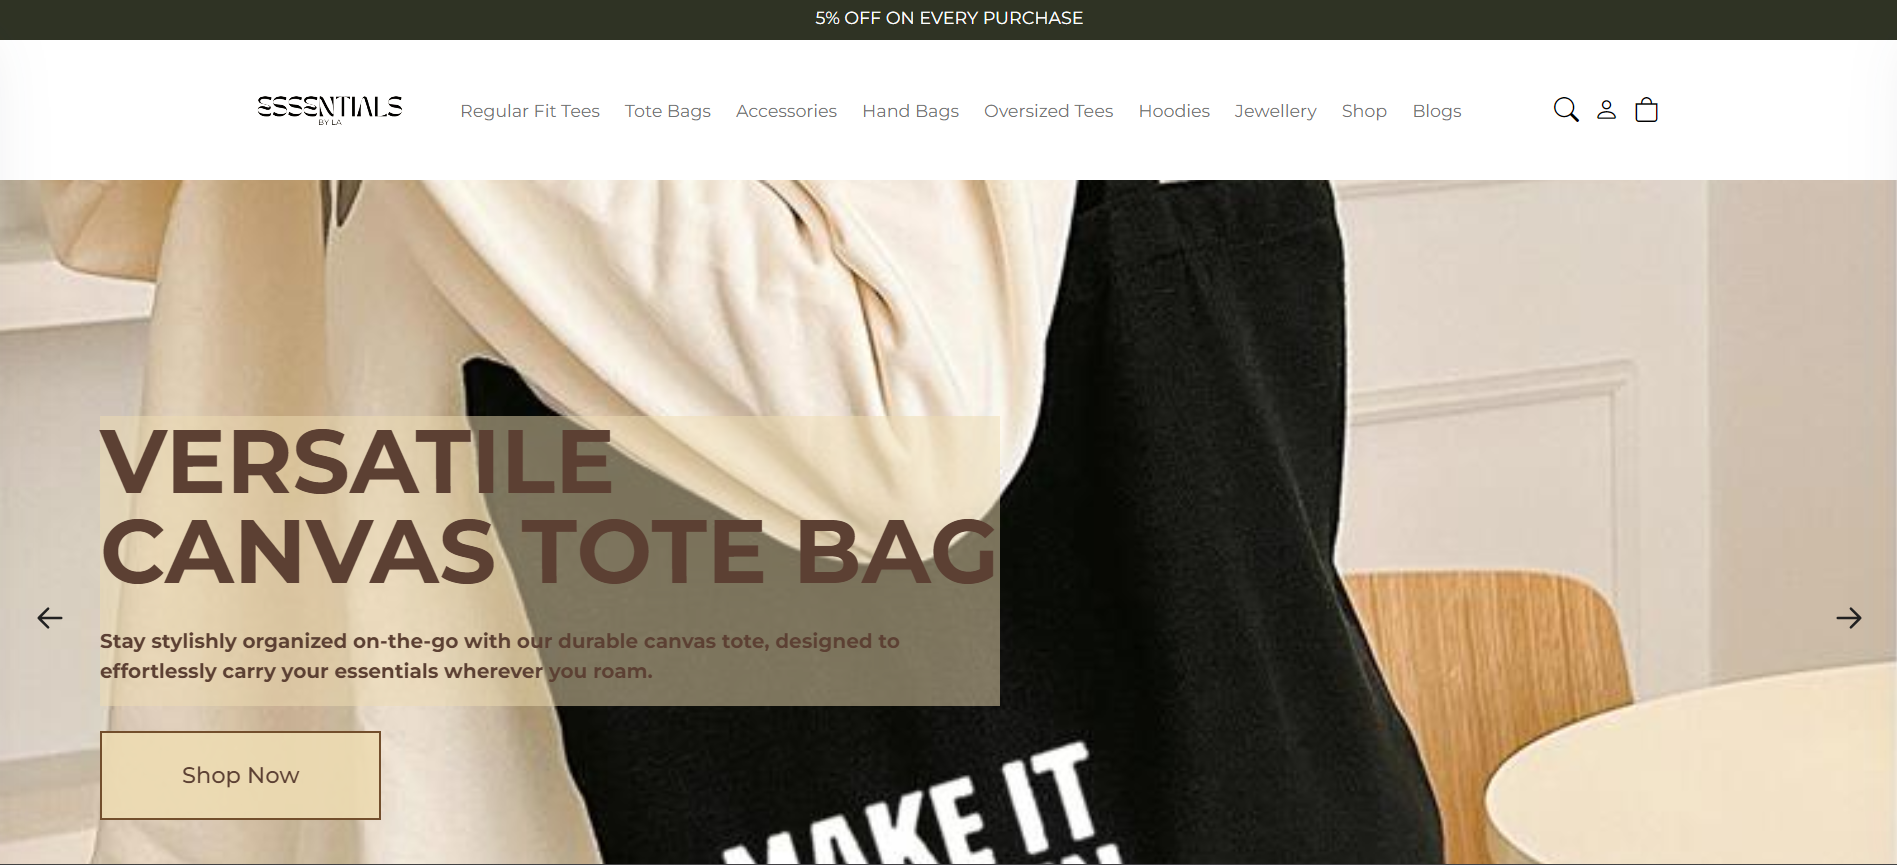 5% OFF ON EVERY PURCHASE
ESSENTIALS
BY LA
Regular Fit Tees Tote Bags Accessories Hand Bags Oversized Tees Hoodies Jewellery Shop Blogs
VERSATILE
CANVAS TOTE BAG
Stay stylishly organized on-the-go with our durable canvas tote, designed to
effortlessly carry your essentials wherever you roam.
Shop Now
MAKE IT